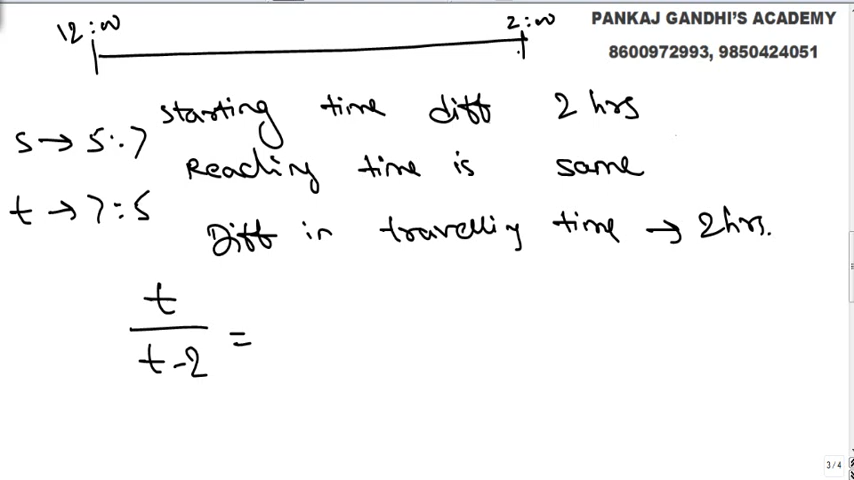 12:00 2:00 PANKAJ GANDHI'S ACADEMY
8600972993, 9850424051
starting time diff 2 hrs
s → 5:7
Reaching time is same
t → 7:5
Diff in travelling time → 2hrs.
t
t-2 =
3/4